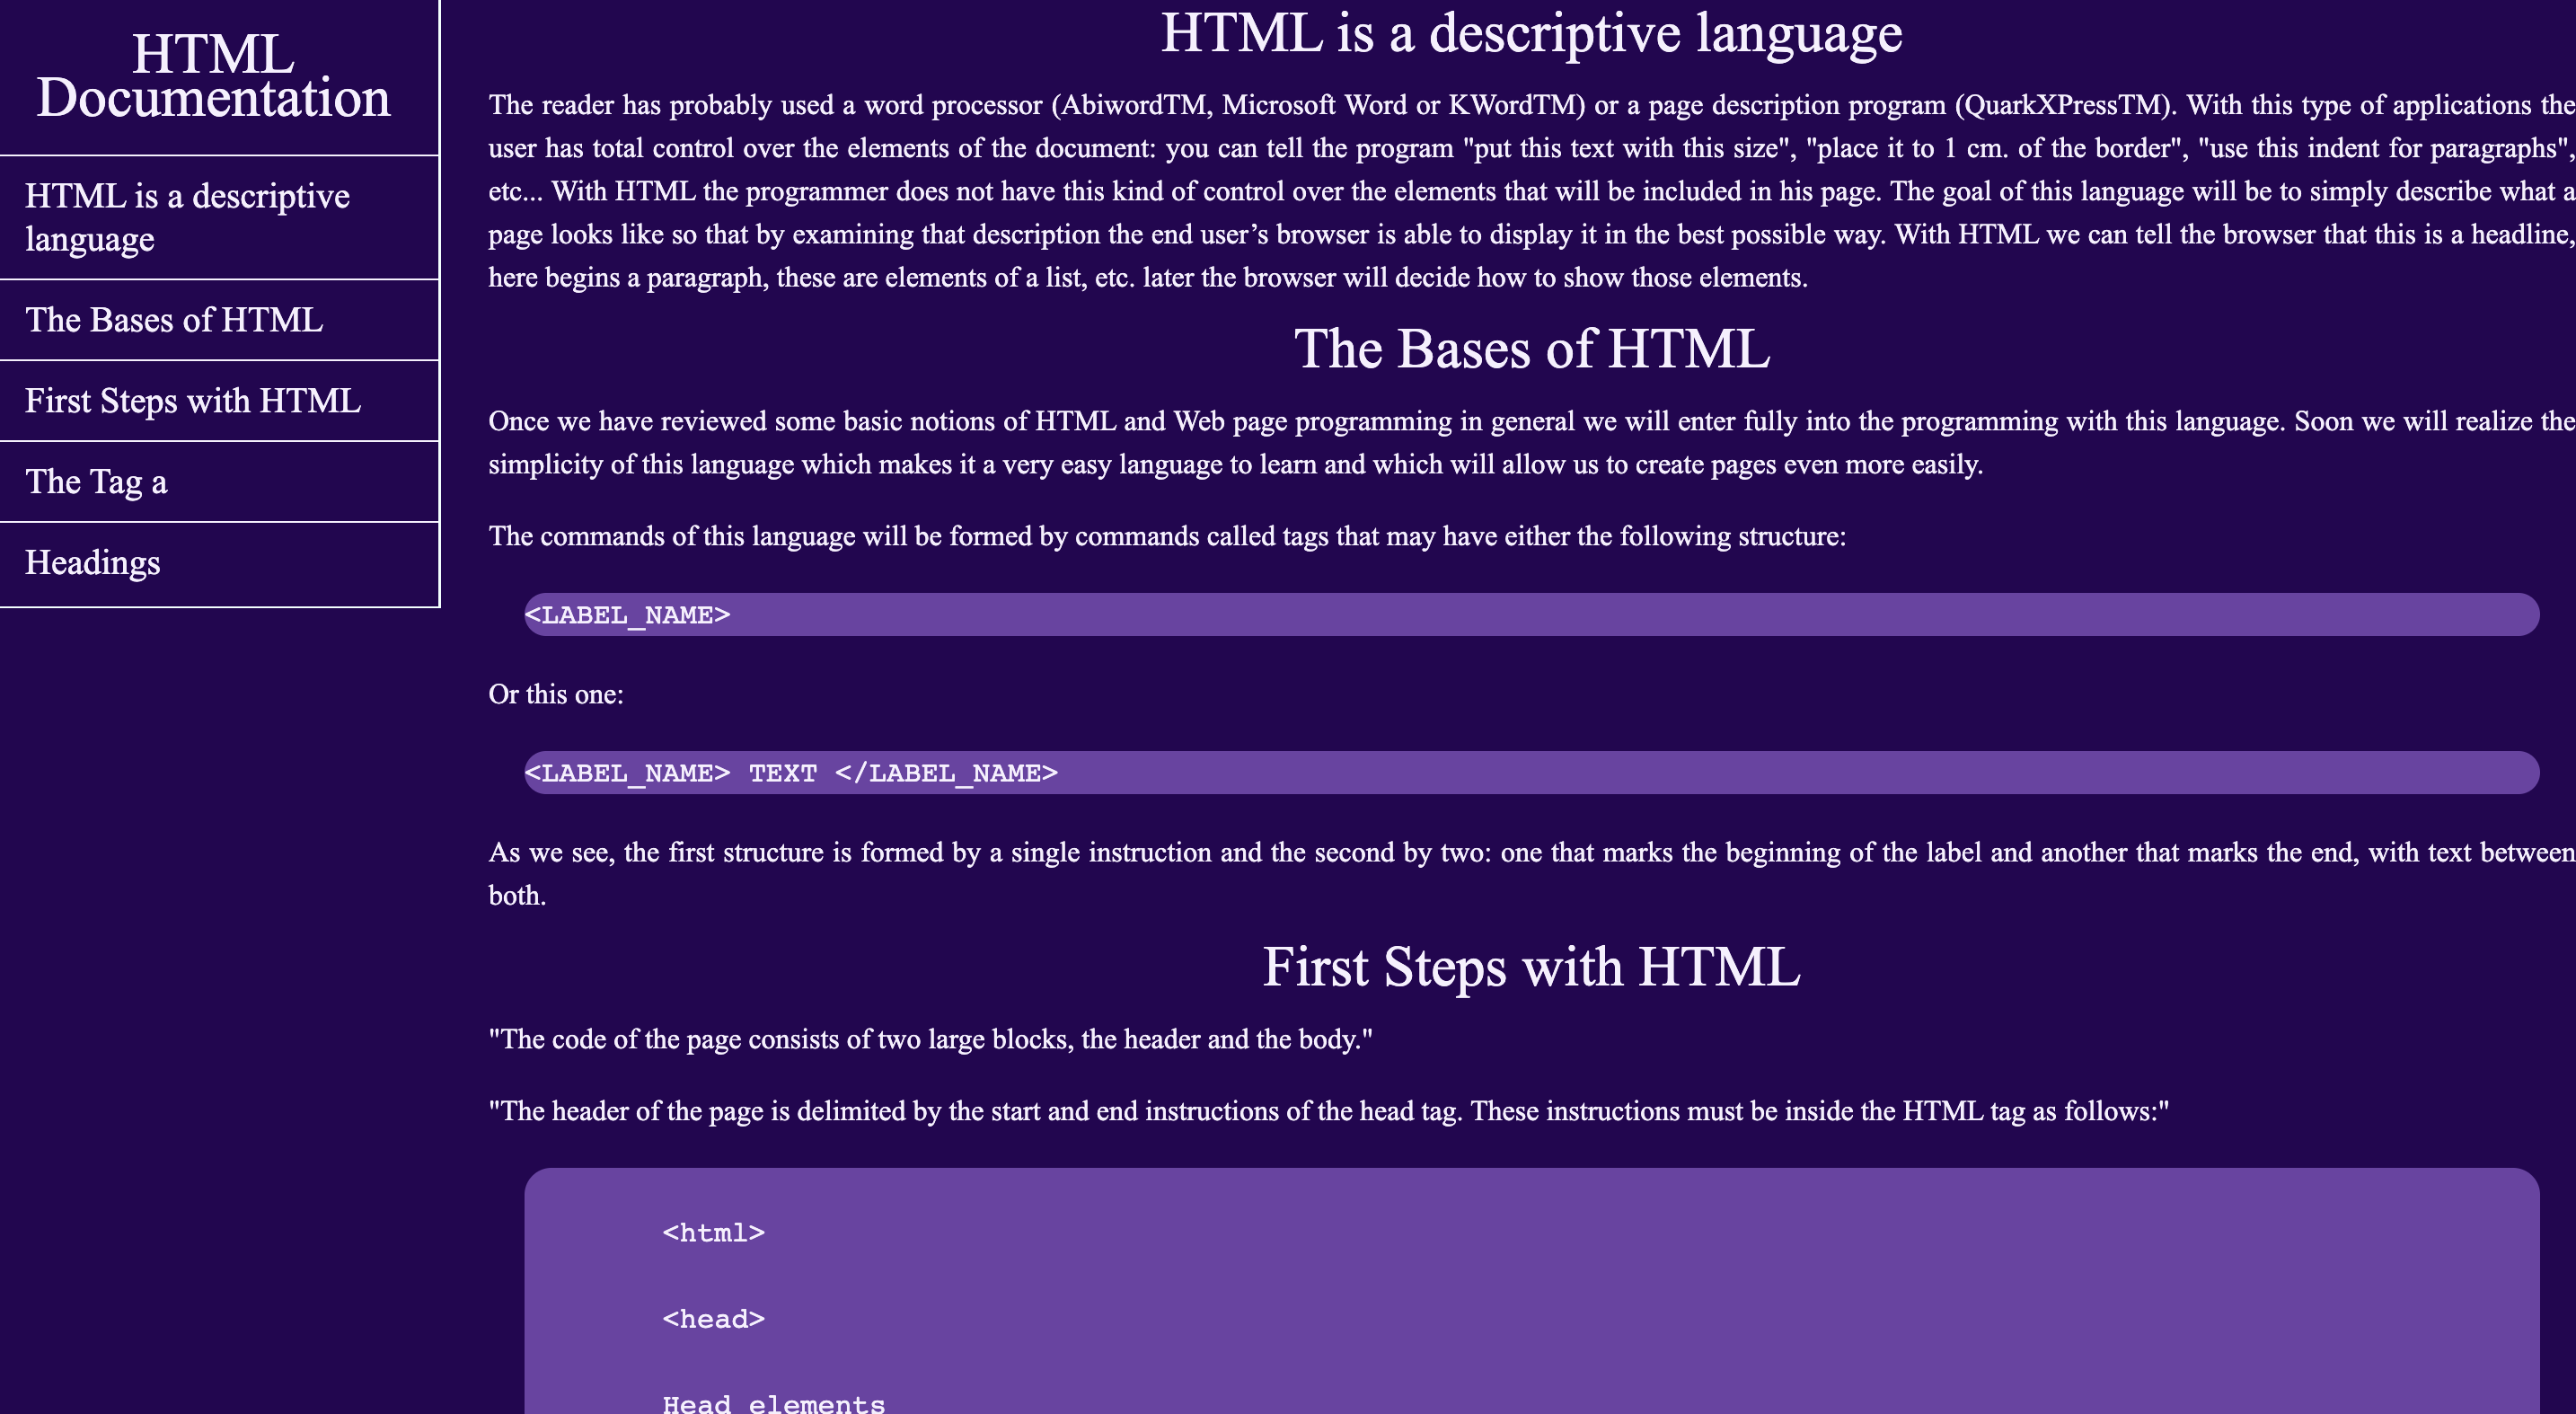 HTML
Documentation
HTML is a descriptive
language
The Bases of HTML
First Steps with HTML
The Tag a
Headings
HTML is a descriptive language
The reader has probably used a word processor (AbiwordTM, Microsoft Word or KWordTM) or a page description program (QuarkXPressTM). With this type of applications the
user has total control over the elements of the document: you can tell the program "put this text with this size", "place it to 1 cm. of the border", "use this indent for paragraphs",
etc... With HTML the programmer does not have this kind of control over the elements that will be included in his page. The goal of this language will be to simply describe what a
page looks like so that by examining that description the end user’s browser is able to display it in the best possible way. With HTML we can tell the browser that this is a headline,
here begins a paragraph, these are elements of a list, etc. later the browser will decide how to show those elements.
The Bases of HTML
Once we have reviewed some basic notions of HTML and Web page programming in general we will enter fully into the programming with this language. Soon we will realize the
simplicity of this language which makes it a very easy language to learn and which will allow us to create pages even more easily.
The commands of this language will be formed by commands called tags that may have either the following structure:
<LABEL_NAME>
Or this one:
<LABEL_NAME> TEXT </LABEL_NAME>
As we see, the first structure is formed by a single instruction and the second by two: one that marks the beginning of the label and another that marks the end, with text between
both.
First Steps with HTML
"The code of the page consists of two large blocks, the header and the body."
"The header of the page is delimited by the start and end instructions of the head tag. These instructions must be inside the HTML tag as follows:"
<html>
<head>
Head elements